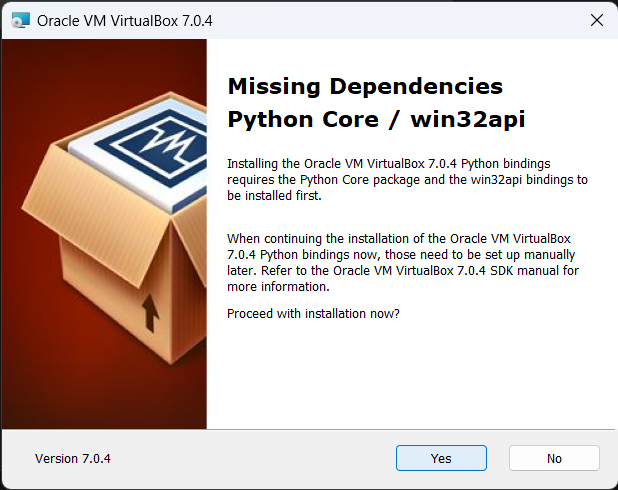 Oracle VM VirtualBox 7.0.4
Missing Dependencies
Python Core / win32api
Installing the Oracle VM VirtualBox 7.0.4 Python bindings
requires the Python Core package and the win32api bindings to
be installed first.
When continuing the installation of the Oracle VM VirtualBox
7.0.4 Python bindings now, those need to be set up manually
later. Refer to the Oracle VM VirtualBox 7.0.4 SDK manual for
more information.
Proceed with installation now?
Version 7.0.4
Yes
No